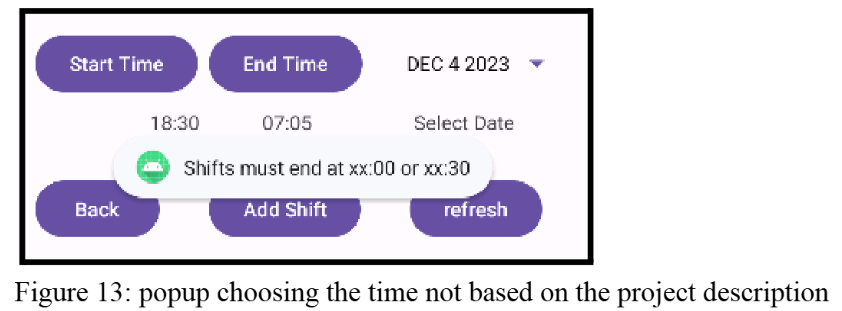 Start Time End Time DEC 4 2023
18:30 07:05 Select Date
Shifts must end at xx:00 or xx:30
Back Add Shift refresh
Figure 13: popup choosing the time not based on the project description